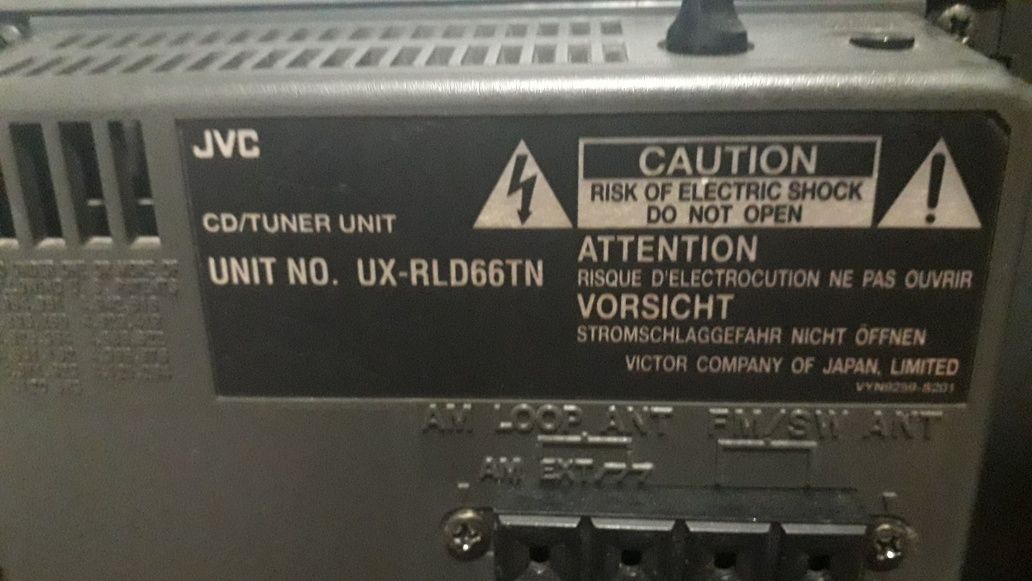 JVC
CD/TUNER UNIT
UNIT NO. UX-RLD66TN
CAUTION
RISK OF ELECTRIC SHOCK
DO NOT OPEN
ATTENTION
RISQUE D'ELECTROCUTION NE PAS OUVRIR
VORSICHT
STROMSCHLAGGEFAHR NICHT ÖFFNEN
VICTOR COMPANY OF JAPAN, LIMITED
VYN9259-S201
AM LOOP ANT
FM/SW ANT
AM EXT